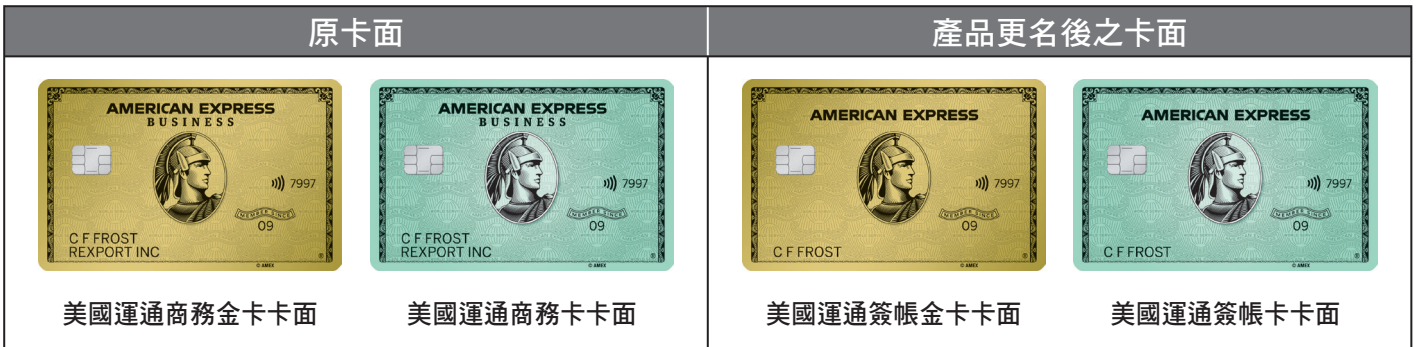 原卡面
產品更名後之卡面
AMERICAN EXPRESS
BUSINESS
7997
MEMBER SINCE
09
C F FROST
REXPORT INC
© AMEX
®
美國運通商務金卡卡面
AMERICAN EXPRESS
BUSINESS
7997
MEMBER SINCE
09
C F FROST
REXPORT INC
© AMEX
®
美國運通商務卡卡面
AMERICAN EXPRESS
7997
MEMBER SINCE
09
C F FROST
© AMEX
®
美國運通簽帳金卡卡面
AMERICAN EXPRESS
7997
MEMBER SINCE
09
C F FROST
© AMEX
®
美國運通簽帳卡卡面